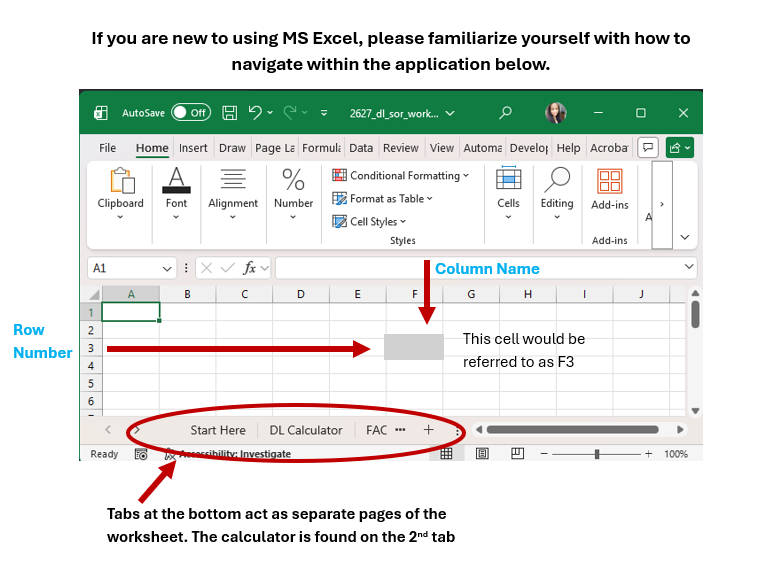 If you are new to using MS Excel, please familiarize yourself with how to
navigate within the application below.
AutoSave Off 2627_dl_sor_work...
File Home Insert Draw Page La Formula Data Review View Automa Develop Help Acroba
Clipboard
Font
Alignment
%
Number
Conditional Formatting
Format as Table
Cell Styles
Styles
Cells
Editing
Add-ins
Add-ins
A
A1 fx
Column Name
A B C D E F G H I J
1
2
3
4
5
6
Row
Number
This cell would be
referred to as F3
Start Here DL Calculator FAC ... +
Ready Accessibility: Investigate 100%
Tabs at the bottom act as separate pages of the
worksheet. The calculator is found on the 2nd tab